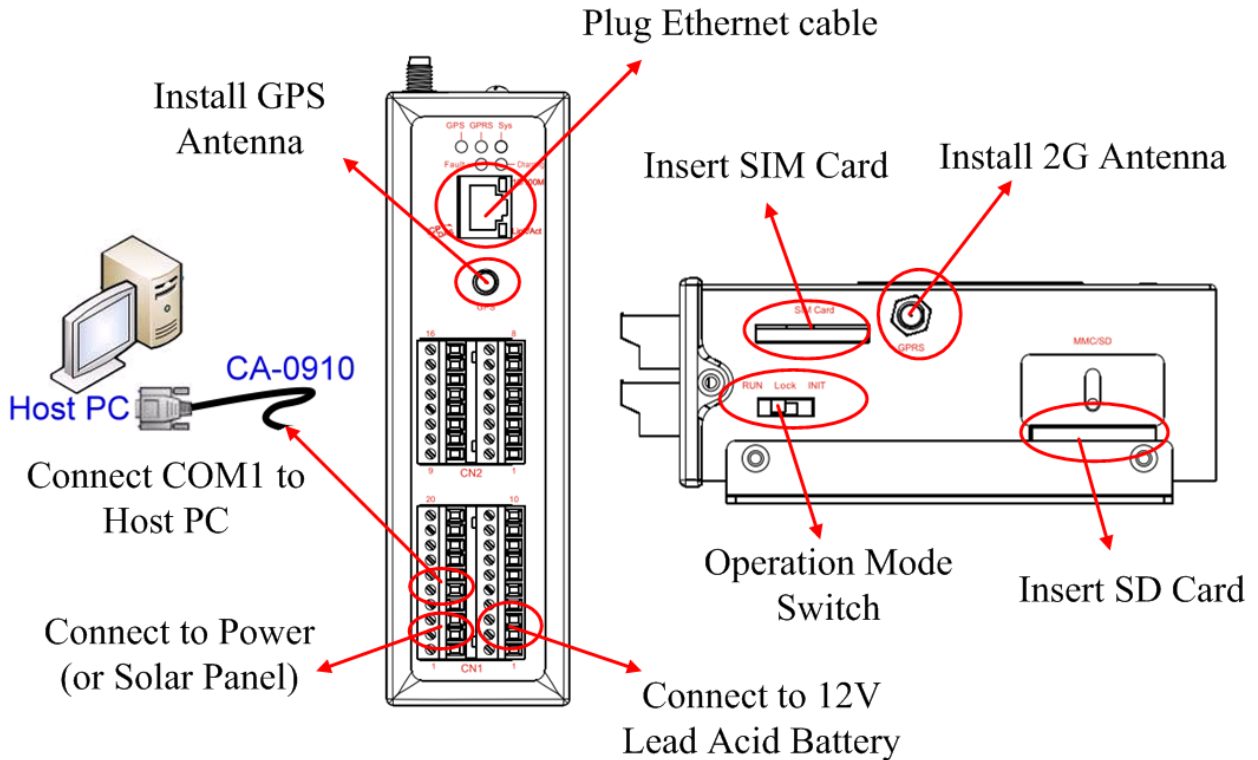 Plug Ethernet cable
Install GPS
Antenna
Insert SIM Card
Install 2G Antenna
GPS GPRS Sys
Fault
Link/Act
GPS
SIM Card
GPRS
MMC/SD
RUN Lock INIT
16 8
9 CN2 1
20 10
1 CN1 1
CA-0910
Host PC
Connect COM1 to
Host PC
Connect to Power
(or Solar Panel)
Connect to 12V
Lead Acid Battery
Operation Mode
Switch
Insert SD Card